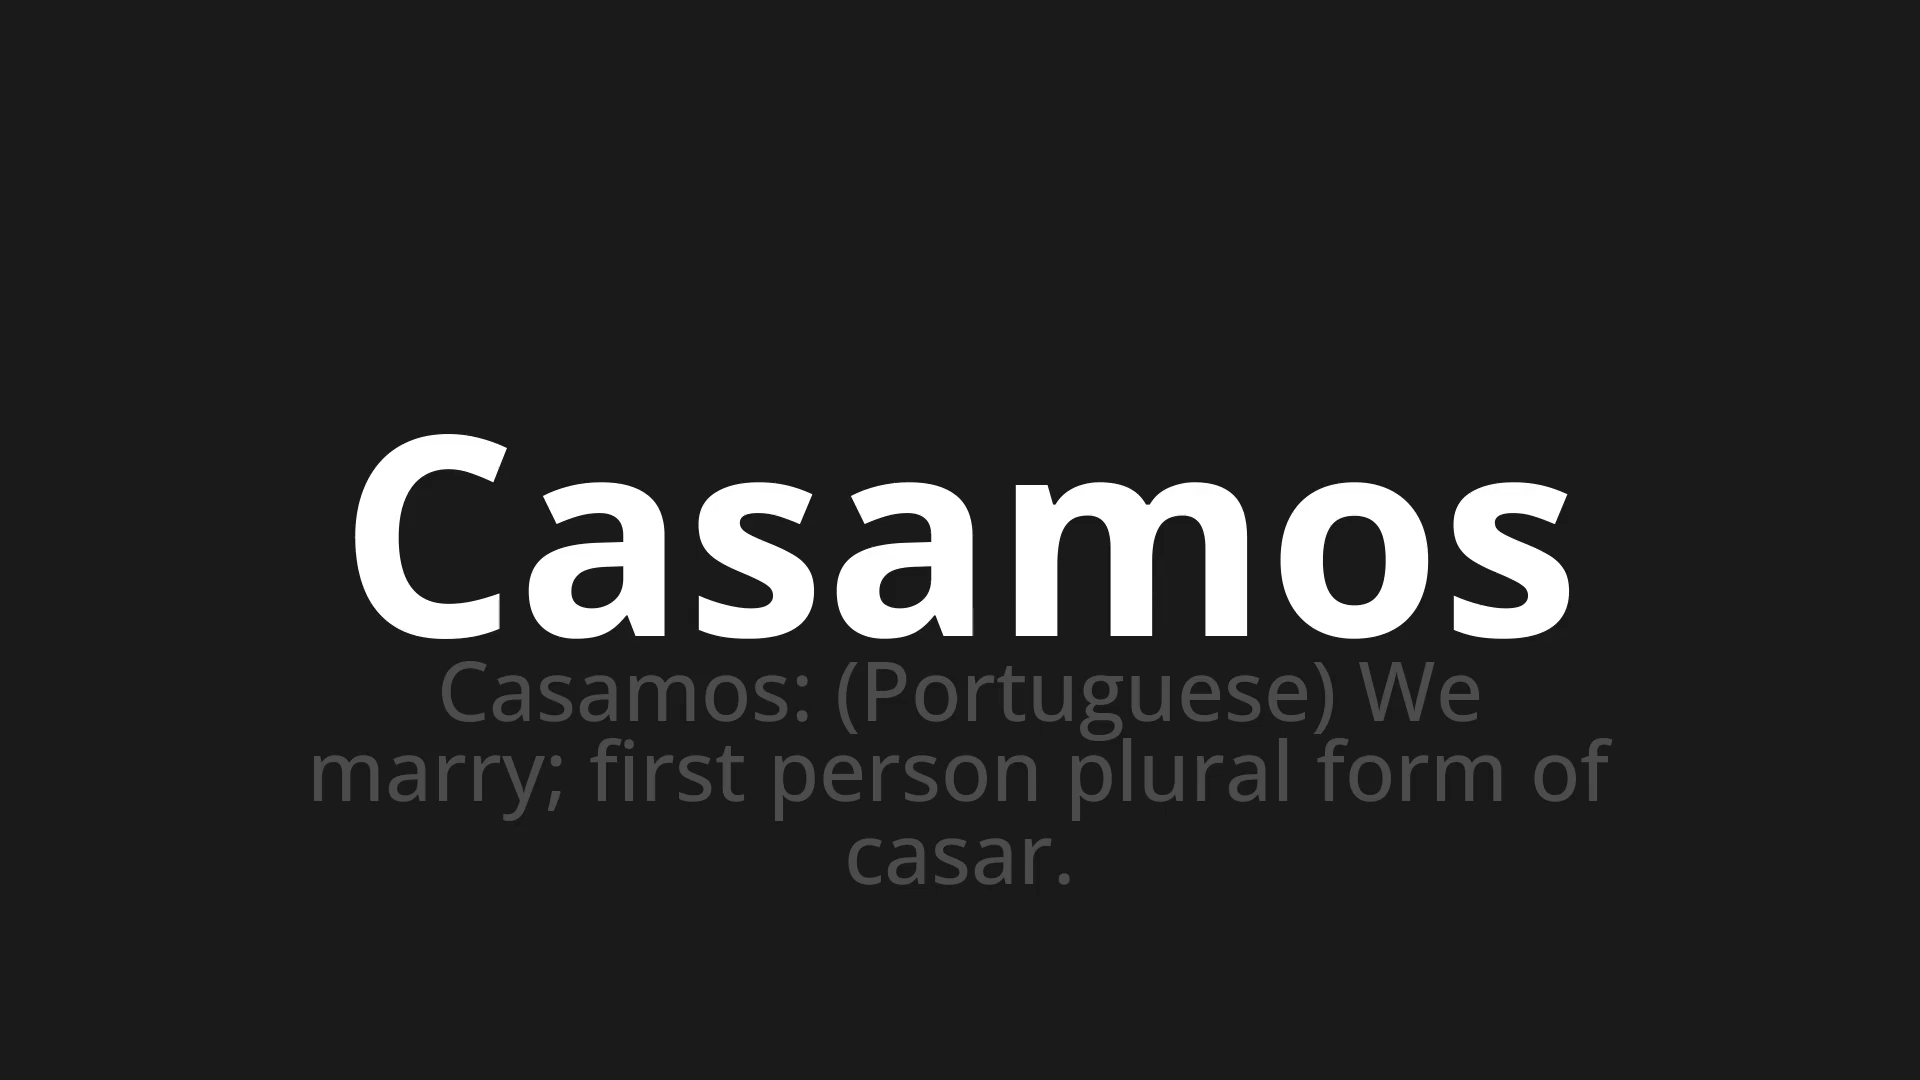 Casamos
Casamos: (Portuguese) We
marry; first person plural form of
casar.